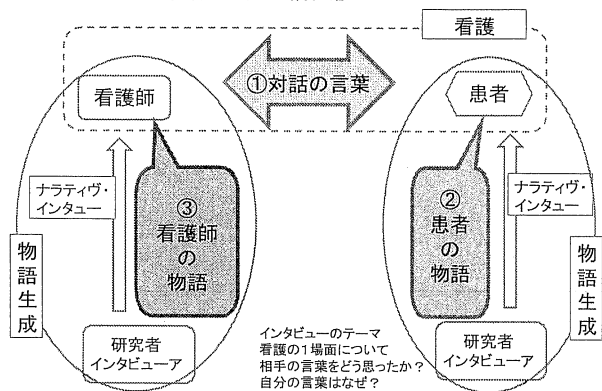 看護
①対話の言葉
看護師
患者
ナラティヴ・
インタュー
③
看護師
の
物語
②
患者
の
物語
ナラティヴ・
インタュー
物語生成
物語生成
研究者
インタビューア
インタビューのテーマ
看護の1場面について
相手の言葉をどう思ったか?
自分の言葉はなぜ?
研究者
インタビューア